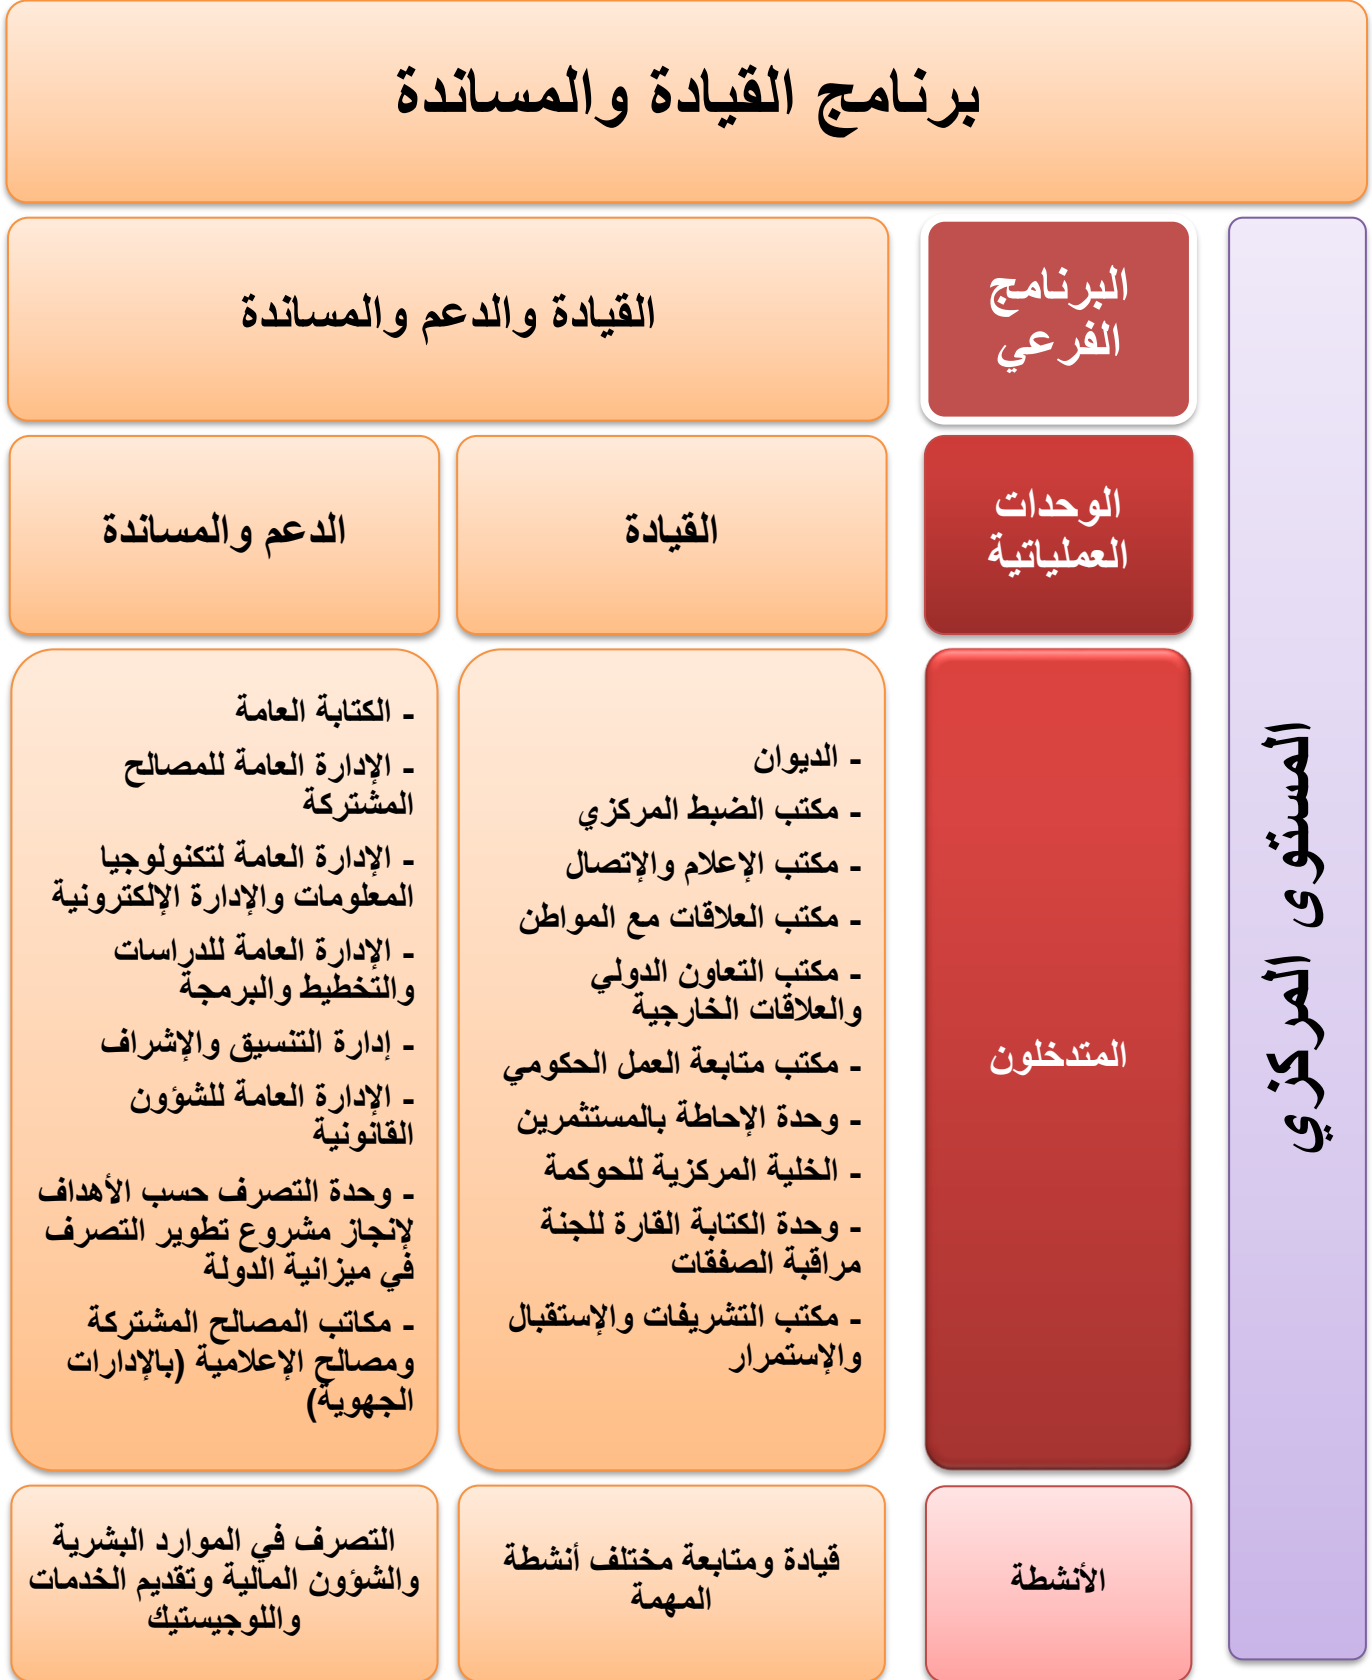 برنامج القيادة والمساندة
المستوى المركزي
البرنامج
الفرعي
القيادة والدعم والمساندة
الوحدات
العملياتية
القيادة
الدعم والمساندة
المتدخلون
- الديوان
- مكتب الضبط المركزي
- مكتب الإعلام والإتصال
- مكتب العلاقات مع المواطن
- مكتب التعاون الدولي
والعلاقات الخارجية
- مكتب متابعة العمل الحكومي
- وحدة الإحاطة بالمستثمرين
- الخلية المركزية للحوكمة
- وحدة الكتابة القارة للجنة
مراقبة الصفقات
- مكتب التشريفات والإستقبال
والإستمرار
- الكتابة العامة
- الإدارة العامة للمصالح
المشتركة
- الإدارة العامة لتكنولوجيا
المعلومات والإدارة الإلكترونية
- الإدارة العامة للدراسات
والتخطيط والبرمجة
- إدارة التنسيق والإشراف
- الإدارة العامة للشؤون
القانونية
- وحدة التصرف حسب الأهداف
لإنجاز مشروع تطوير التصرف
في ميزانية الدولة
- مكاتب المصالح المشتركة
ومصالح الإعلامية (بالإدارات
الجهوية)
الأنشطة
قيادة ومتابعة مختلف أنشطة
المهمة
التصرف في الموارد البشرية
والشؤون المالية وتقديم الخدمات
واللوجيستيك